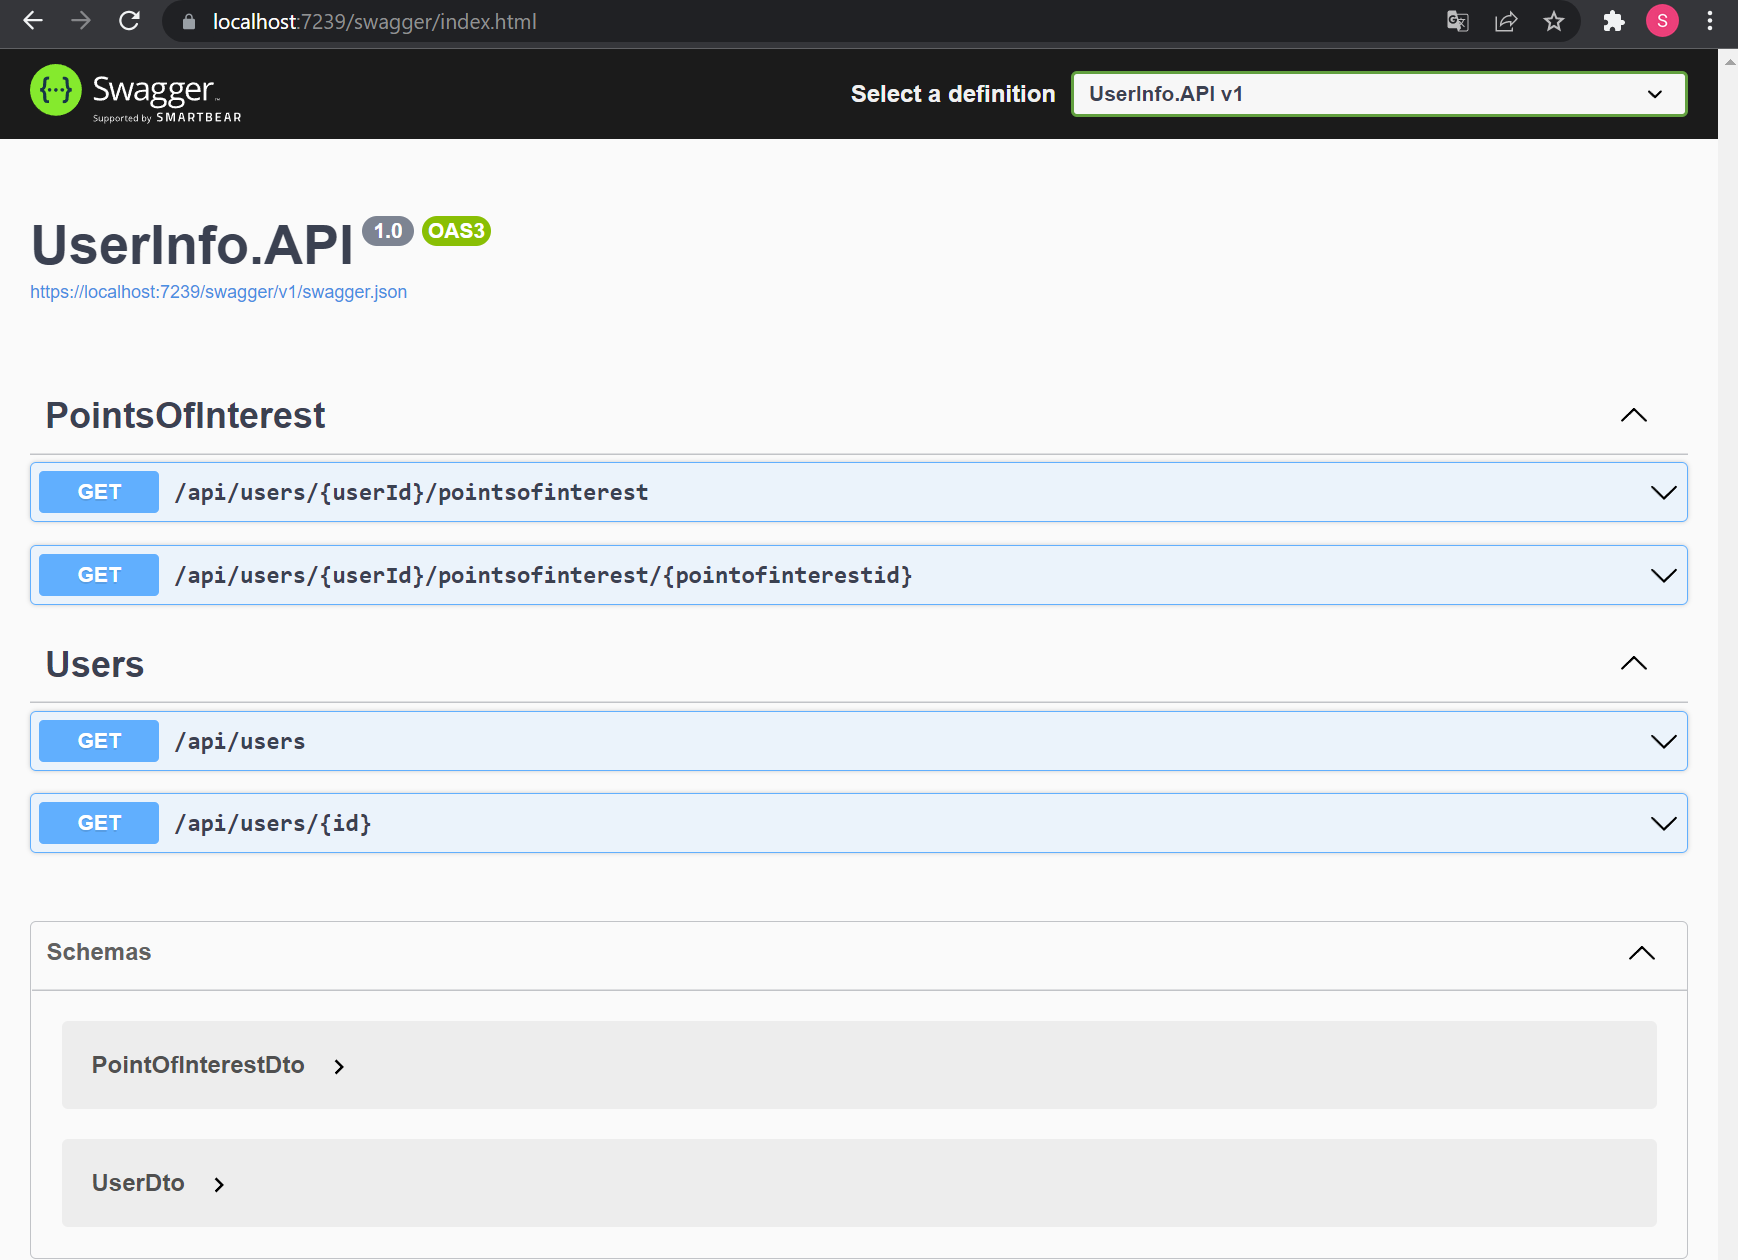 localhost:7239/swagger/index.html
S
{···} Swagger™
Supported by SMARTBEAR
Select a definition
UserInfo.API v1
UserInfo.API 1.0 OAS3
https://localhost:7239/swagger/v1/swagger.json
PointsOfInterest
GET /api/users/{userId}/pointsofinterest
GET /api/users/{userId}/pointsofinterest/{pointofinterestid}
Users
GET /api/users
GET /api/users/{id}
Schemas
PointOfInterestDto
UserDto